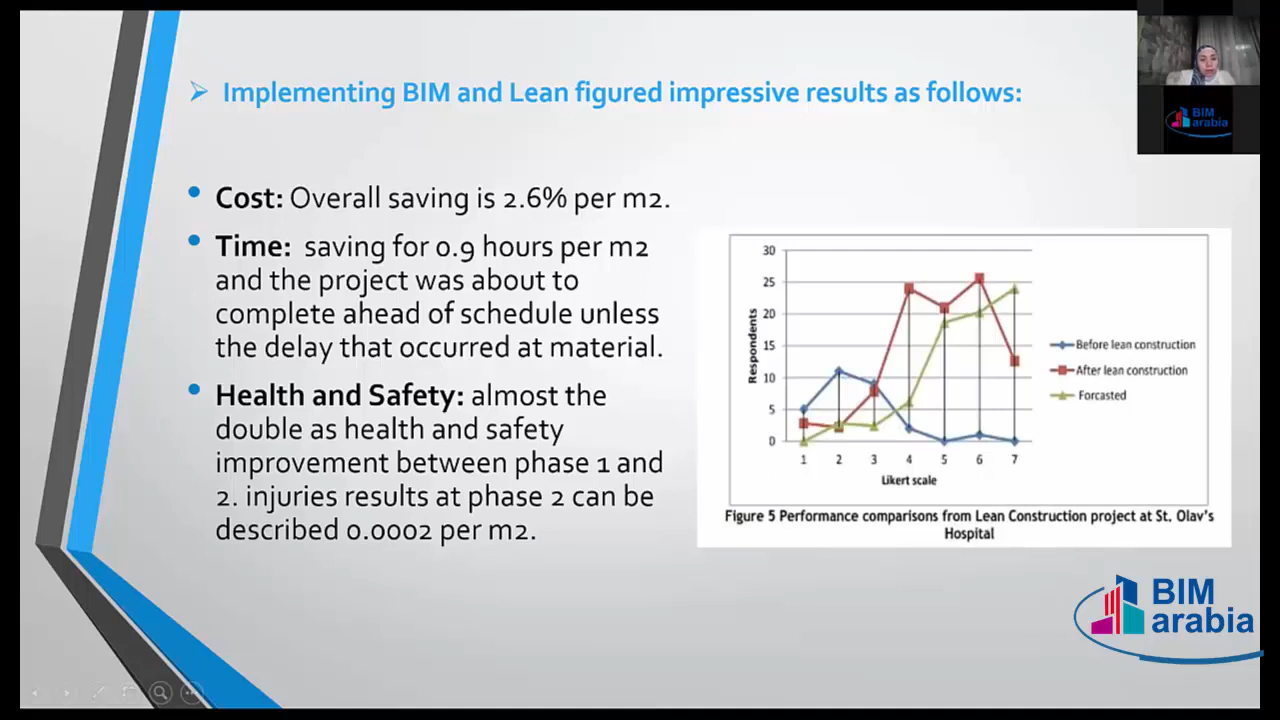 Implementing BIM and Lean figured impressive results as follows:
Cost: Overall saving is 2.6% per m2.
Time: saving for 0.9 hours per m2
and the project was about to
complete ahead of schedule unless
the delay that occurred at material.
Health and Safety: almost the
double as health and safety
improvement between phase 1 and
2. injuries results at phase 2 can be
described 0.0002 per m2.
30
25
20
15
10
5
0
Respondents
1 2 3 4 5 6 7
Likert scale
Before lean construction
After lean construction
Forcasted
Figure 5 Performance comparisons from Lean Construction project at St. Olav's
Hospital
BIM
arabia
BIM
arabia